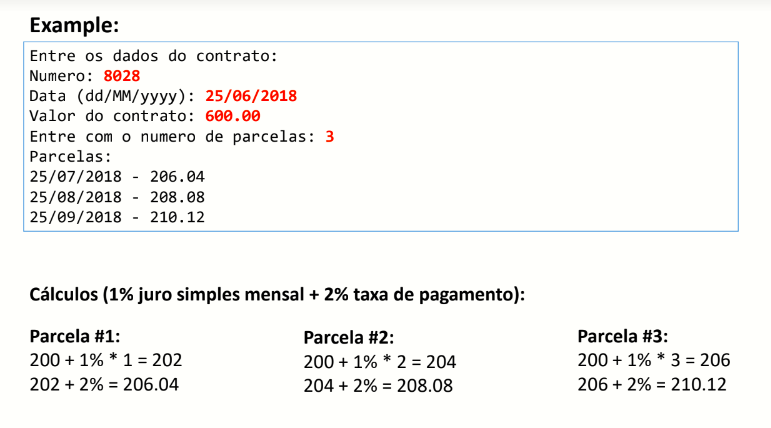 Example:
Entre os dados do contrato:
Numero: 8028
Data (dd/MM/yyyy): 25/06/2018
Valor do contrato: 600.00
Entre com o numero de parcelas: 3
Parcelas:
25/07/2018 - 206.04
25/08/2018 - 208.08
25/09/2018 - 210.12
Cálculos (1% juro simples mensal + 2% taxa de pagamento):
Parcela #1:
200 + 1% * 1 = 202
202 + 2% = 206.04
Parcela #2:
200 + 1% * 2 = 204
204 + 2% = 208.08
Parcela #3:
200 + 1% * 3 = 206
206 + 2% = 210.12